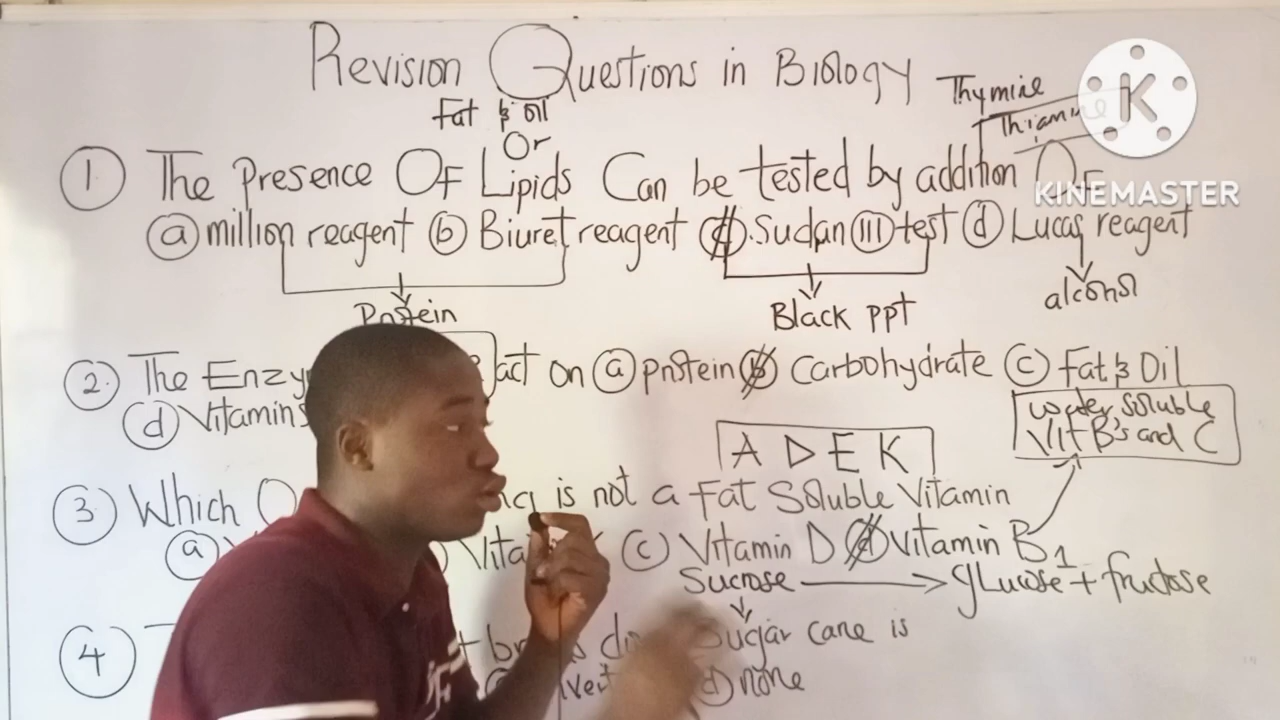 Revision Questions in Biology
Fat & oil
Or
Thymine
Thiamine
K
KINEMASTER
① The Presence Of Lipids Can be tested by addition Of
ⓐ million reagent ⓑ Biuret reagent ⓒ Sudan III test ⓓ Lucas reagent
Protein
Black ppt
alcohol
② The act on ⓐ protein ⓑ Carbohydrate ⓒ Fat & Oil
ⓓ Vitamins
water soluble
Vit B's and C
A D E K
③ Which is not a Fat Soluble Vitamin
ⓐ ⓒ Vitamin D ⓓ Vitamin B1
Sucrose → glucose + fructose
④ Sugar cane is
ⓓ none